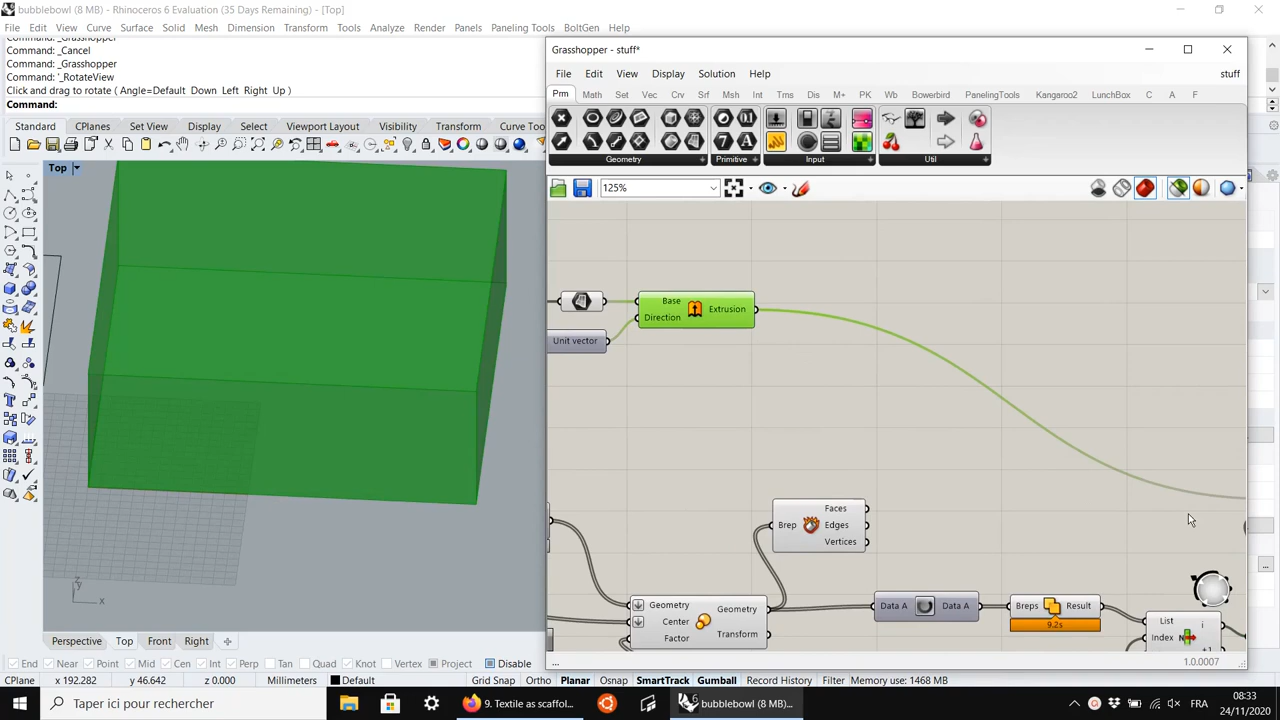 bubblebowl (8 MB) - Rhinoceros 6 Evaluation (35 Days Remaining) - [Top]
File Edit View Curve Surface Solid Mesh Dimension Transform Tools Analyze Render Panels Paneling Tools BoltGen Help
Command: _Cancel
Command: _Grasshopper
Command: '_RotateView
Click and drag to rotate ( Angle=Default Down Left Right Up )
Command:
Standard CPlanes Set View Display Select Viewport Layout Visibility Transform Curve Too
Top
Grasshopper - stuff*
File Edit View Display Solution Help stuff
Prm Math Set Vec Crv Srf Msh Int Trns Dis M+ PK Wb Bowerbird PanelingTools Kangaroo2 LunchBox C A F
Geometry Primitive Input Util
125%
Base
Direction
Extrusion
Unit vector
Brep
Faces
Edges
Vertices
Geometry
Center
Factor
Geometry
Transform
Data A Data A
Breps Result
9.2s
List
Index
i
+1
... 1.0.0007
z
x
Perspective Top Front Right
End Near Point Mid Cen Int Perp Tan Quad Knot Vertex Project Disable
CPlane x 192.282 y 46.642 z 0.000 Millimeters Default Grid Snap Ortho Planar Osnap SmartTrack Gumball Record History Filter Memory use: 1468 MB
Taper ici pour rechercher
9. Textile as scaffol...
bubblebowl (8 MB)...
FRA
08:33
24/11/2020